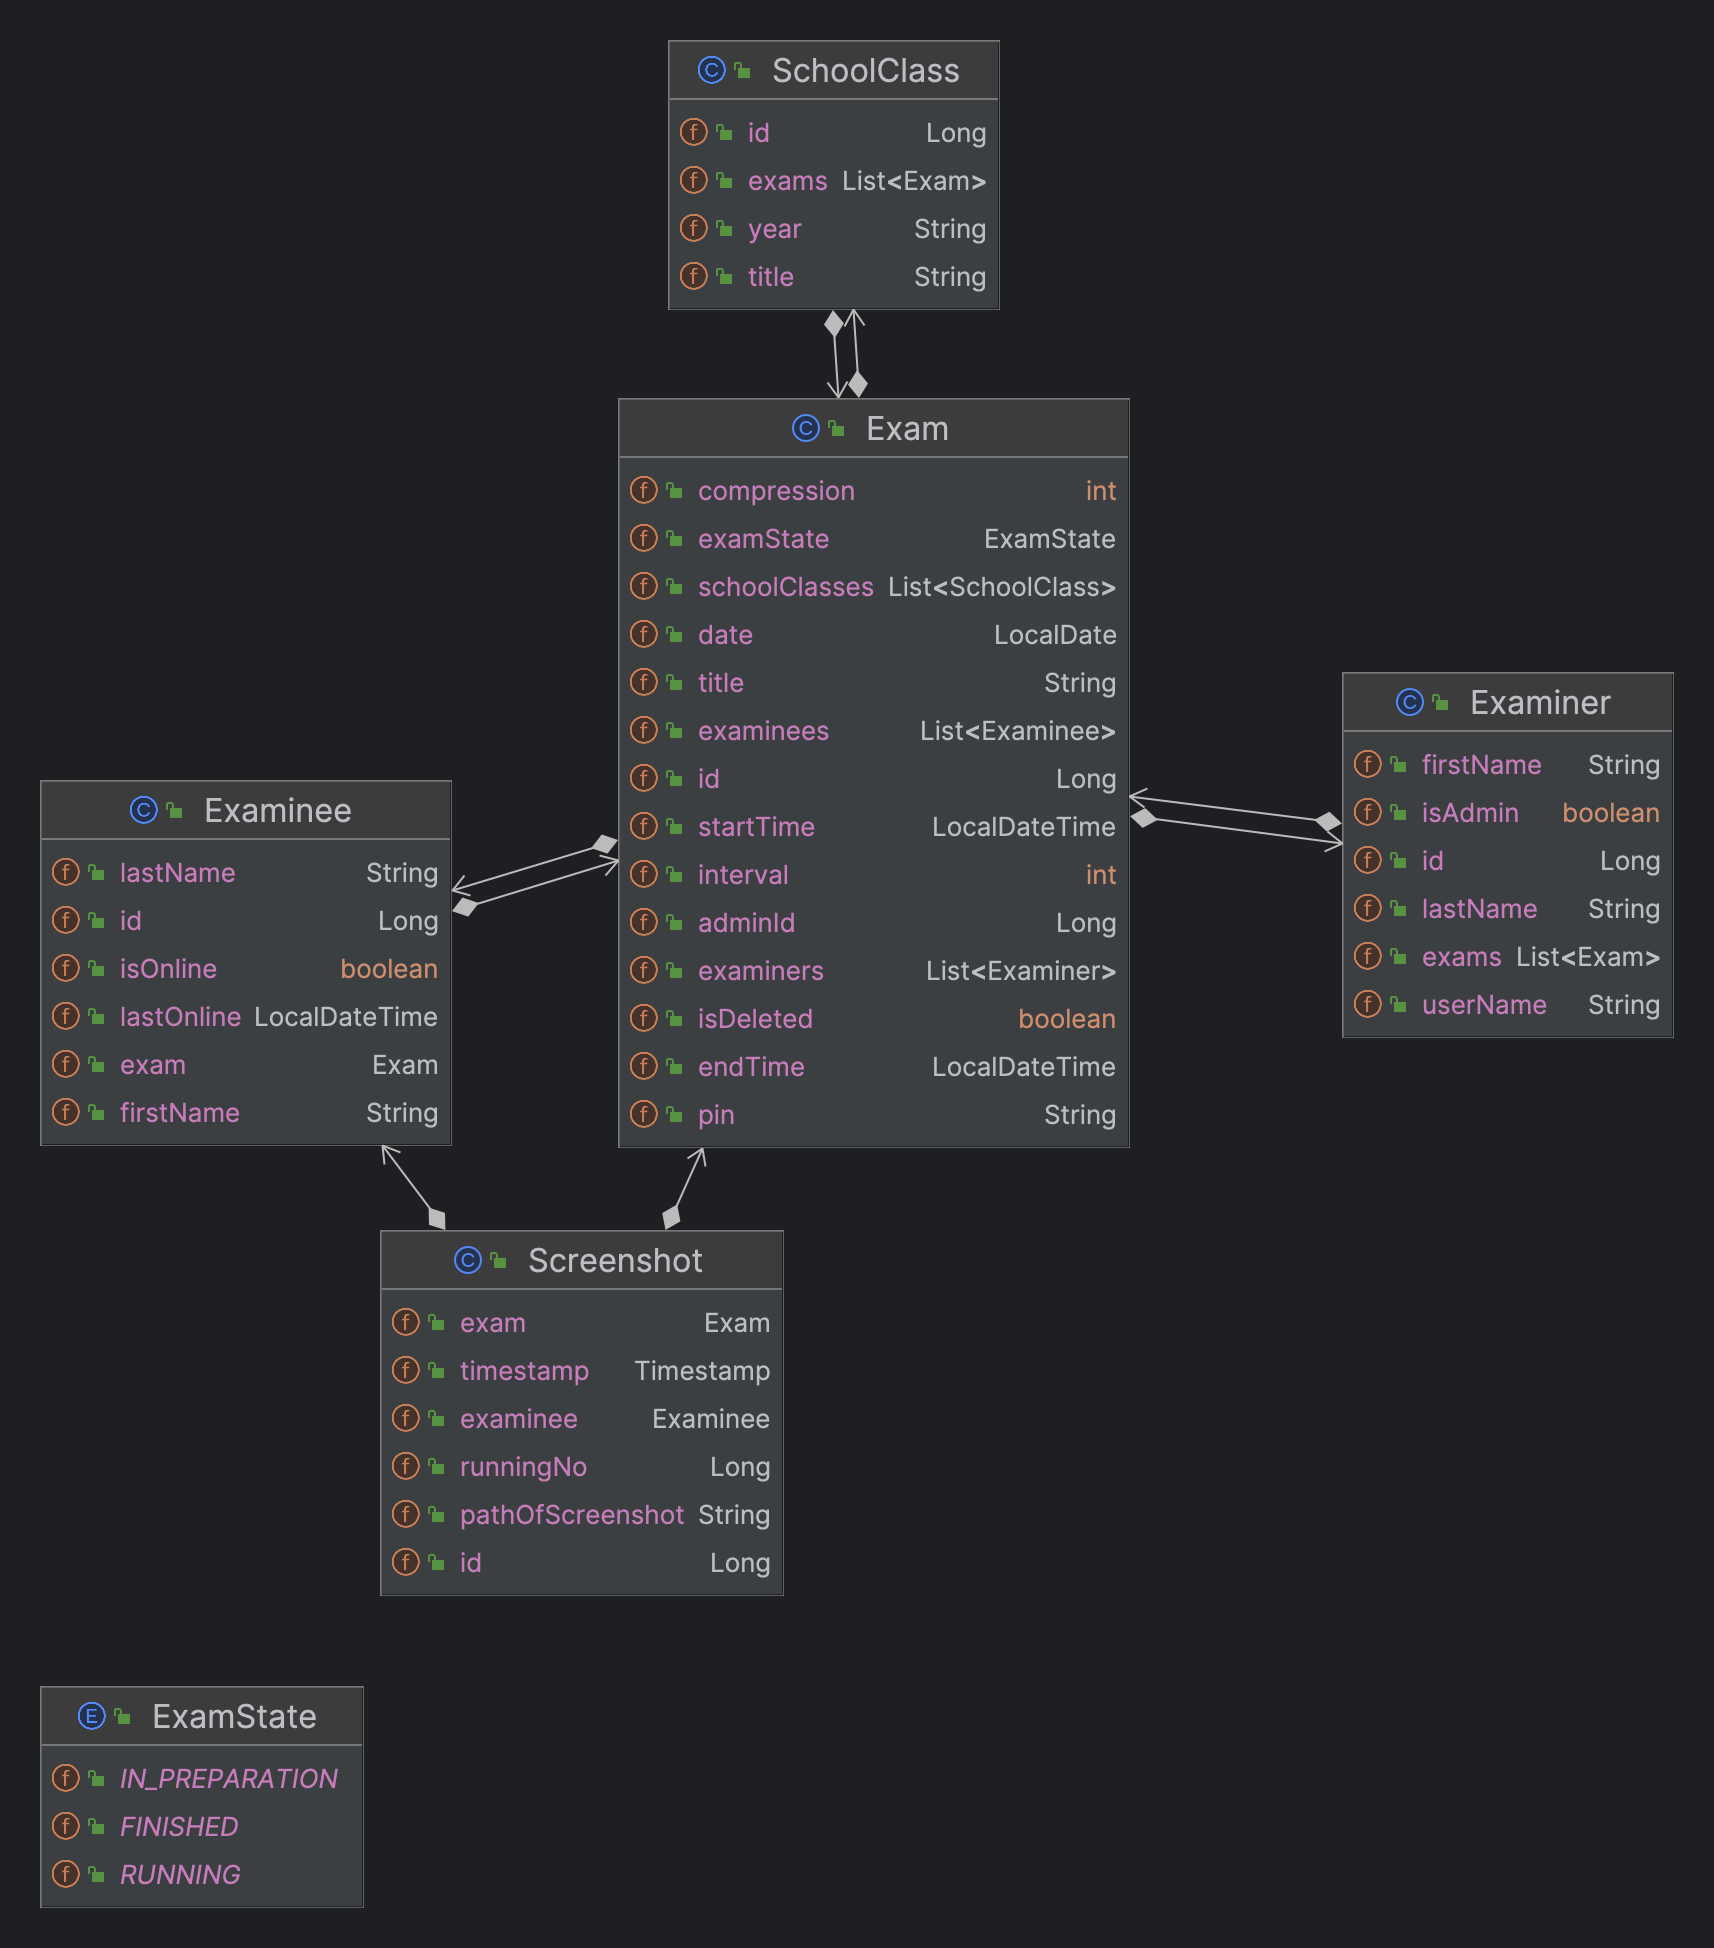 SchoolClass
id Long
exams List<Exam>
year String
title String
Exam
compression int
examState ExamState
schoolClasses List<SchoolClass>
date LocalDate
title String
examinees List<Examinee>
id Long
startTime LocalDateTime
interval int
adminId Long
examiners List<Examiner>
isDeleted boolean
endTime LocalDateTime
pin String
Examiner
firstName String
isAdmin boolean
id Long
lastName String
exams List<Exam>
userName String
Examinee
lastName String
id Long
isOnline boolean
lastOnline LocalDateTime
exam Exam
firstName String
Screenshot
exam Exam
timestamp Timestamp
examinee Examinee
runningNo Long
pathOfScreenshot String
id Long
ExamState
IN_PREPARATION
FINISHED
RUNNING